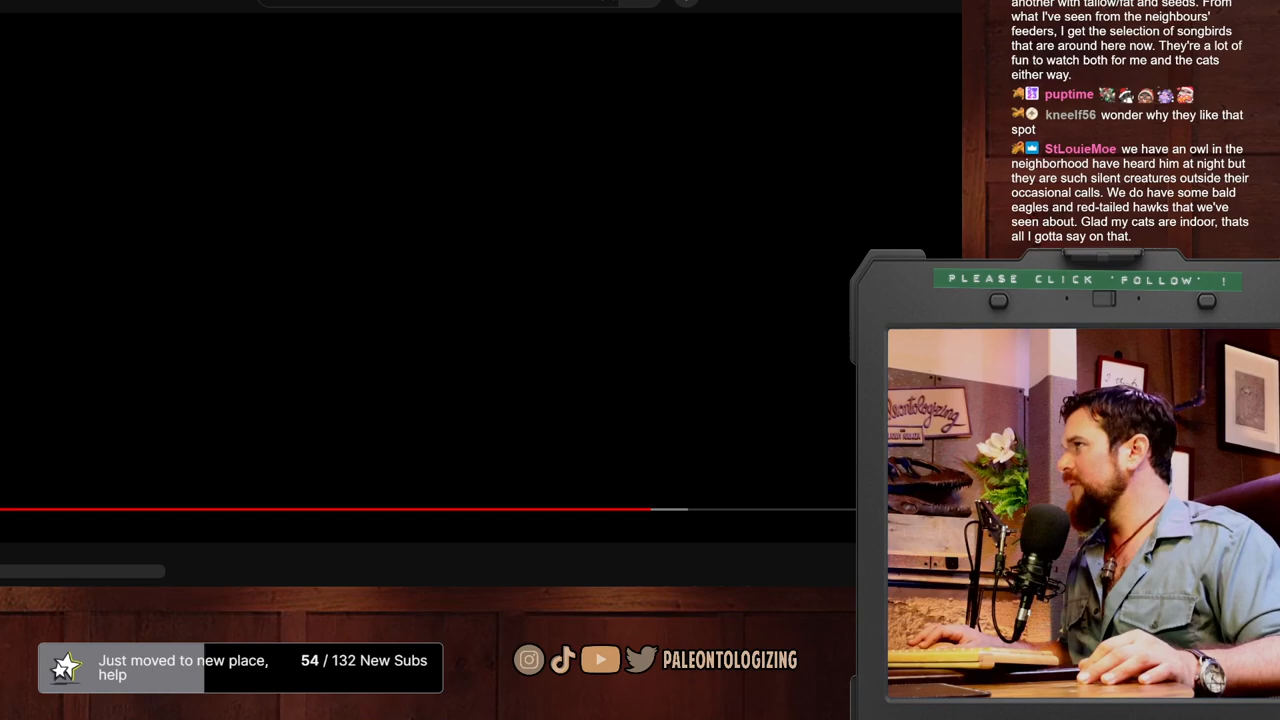 another with tallow/fat and seeds. From
what I've seen from the neighbours'
feeders, I get the selection of songbirds
that are around here now. They're a lot of
fun to watch both for me and the cats
either way.
puptime
kneelf56 wonder why they like that
spot
StLouieMoe we have an owl in the
neighborhood have heard him at night but
they are such silent creatures outside their
occasional calls. We do have some bald
eagles and red-tailed hawks that we've
seen about. Glad my cats are indoor, thats
all I gotta say on that.
PLEASE CLICK 'FOLLOW' !
Paleontologizing
Just moved to new place,
help
54 / 132 New Subs
PALEONTOLOGIZING